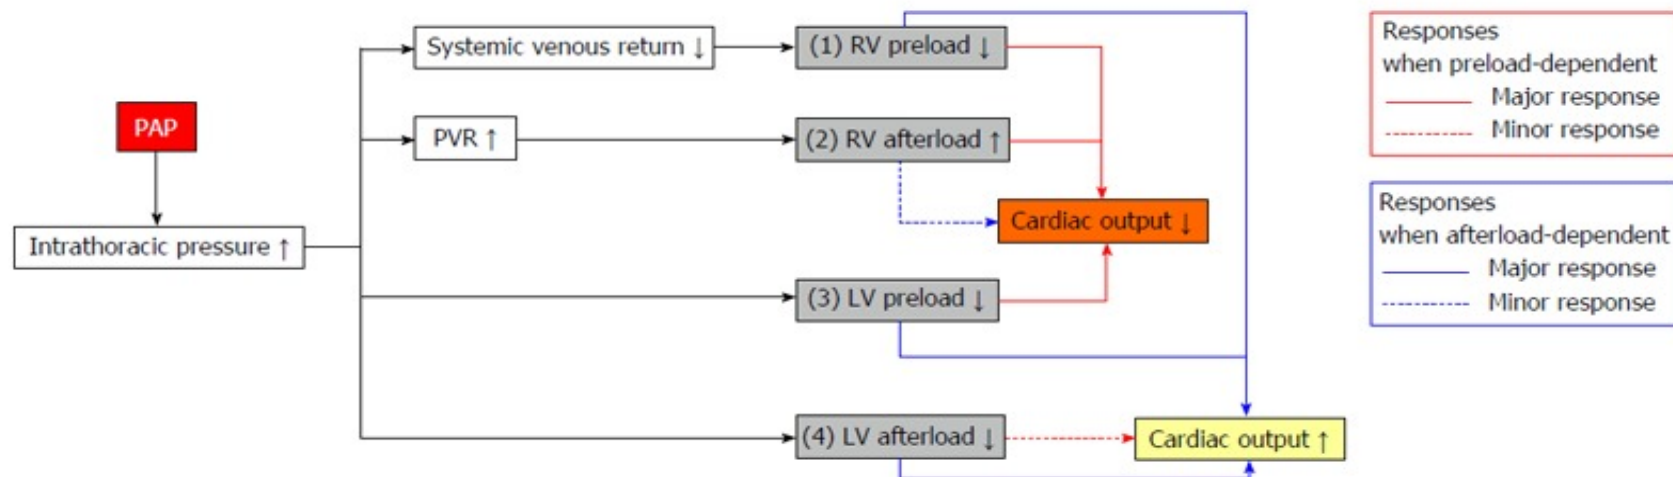 Systemic venous return ↓
(1) RV preload ↓
PAP
PVR ↑
(2) RV afterload ↑
Cardiac output ↓
Intrathoracic pressure ↑
(3) LV preload ↓
(4) LV afterload ↓
Cardiac output ↑
Responses
when preload-dependent
Major response
Minor response
Responses
when afterload-dependent
Major response
Minor response